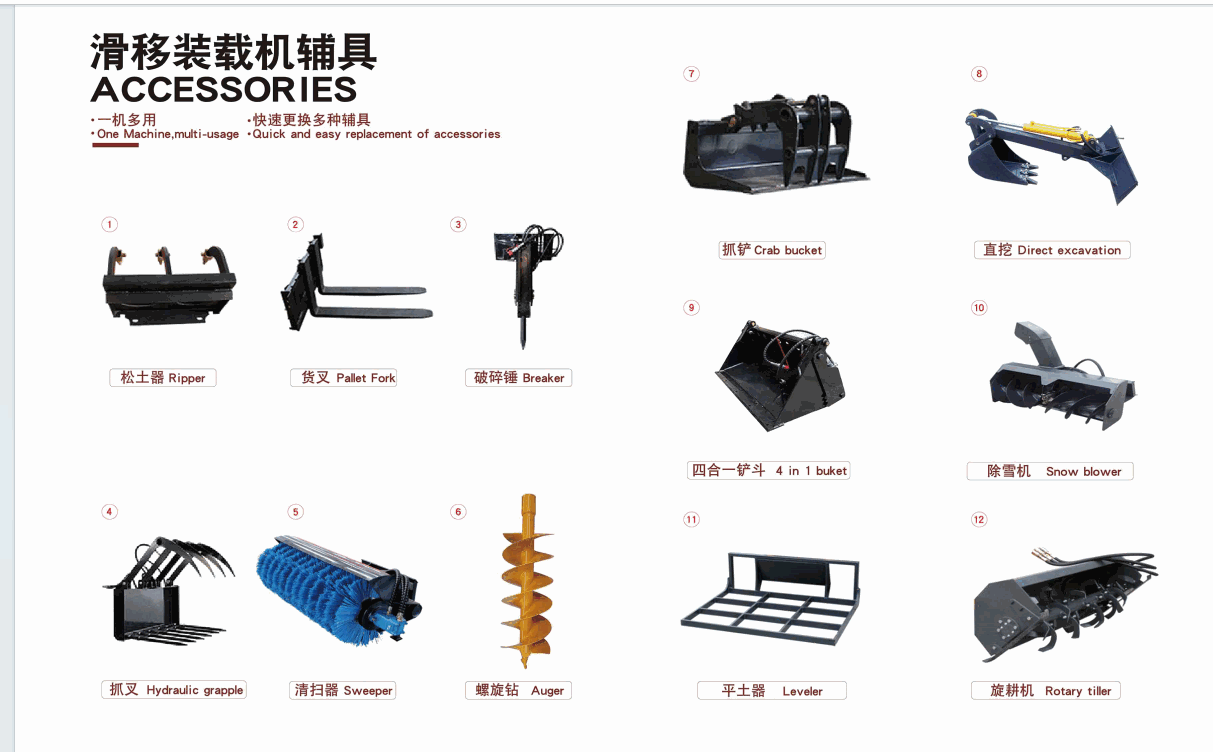 滑移装载机辅具
ACCESSORIES
·一机多用 ·快速更换多种辅具
·One Machine,multi-usage ·Quick and easy replacement of accessories
1
松土器 Ripper
2
货叉 Pallet Fork
3
破碎锤 Breaker
4
抓叉 Hydraulic grapple
5
清扫器 Sweeper
6
螺旋钻 Auger
7
抓铲 Crab bucket
8
直挖 Direct excavation
9
四合一铲斗 4 in 1 buket
10
除雪机 Snow blower
11
平土器 Leveler
12
旋耕机 Rotary tiller